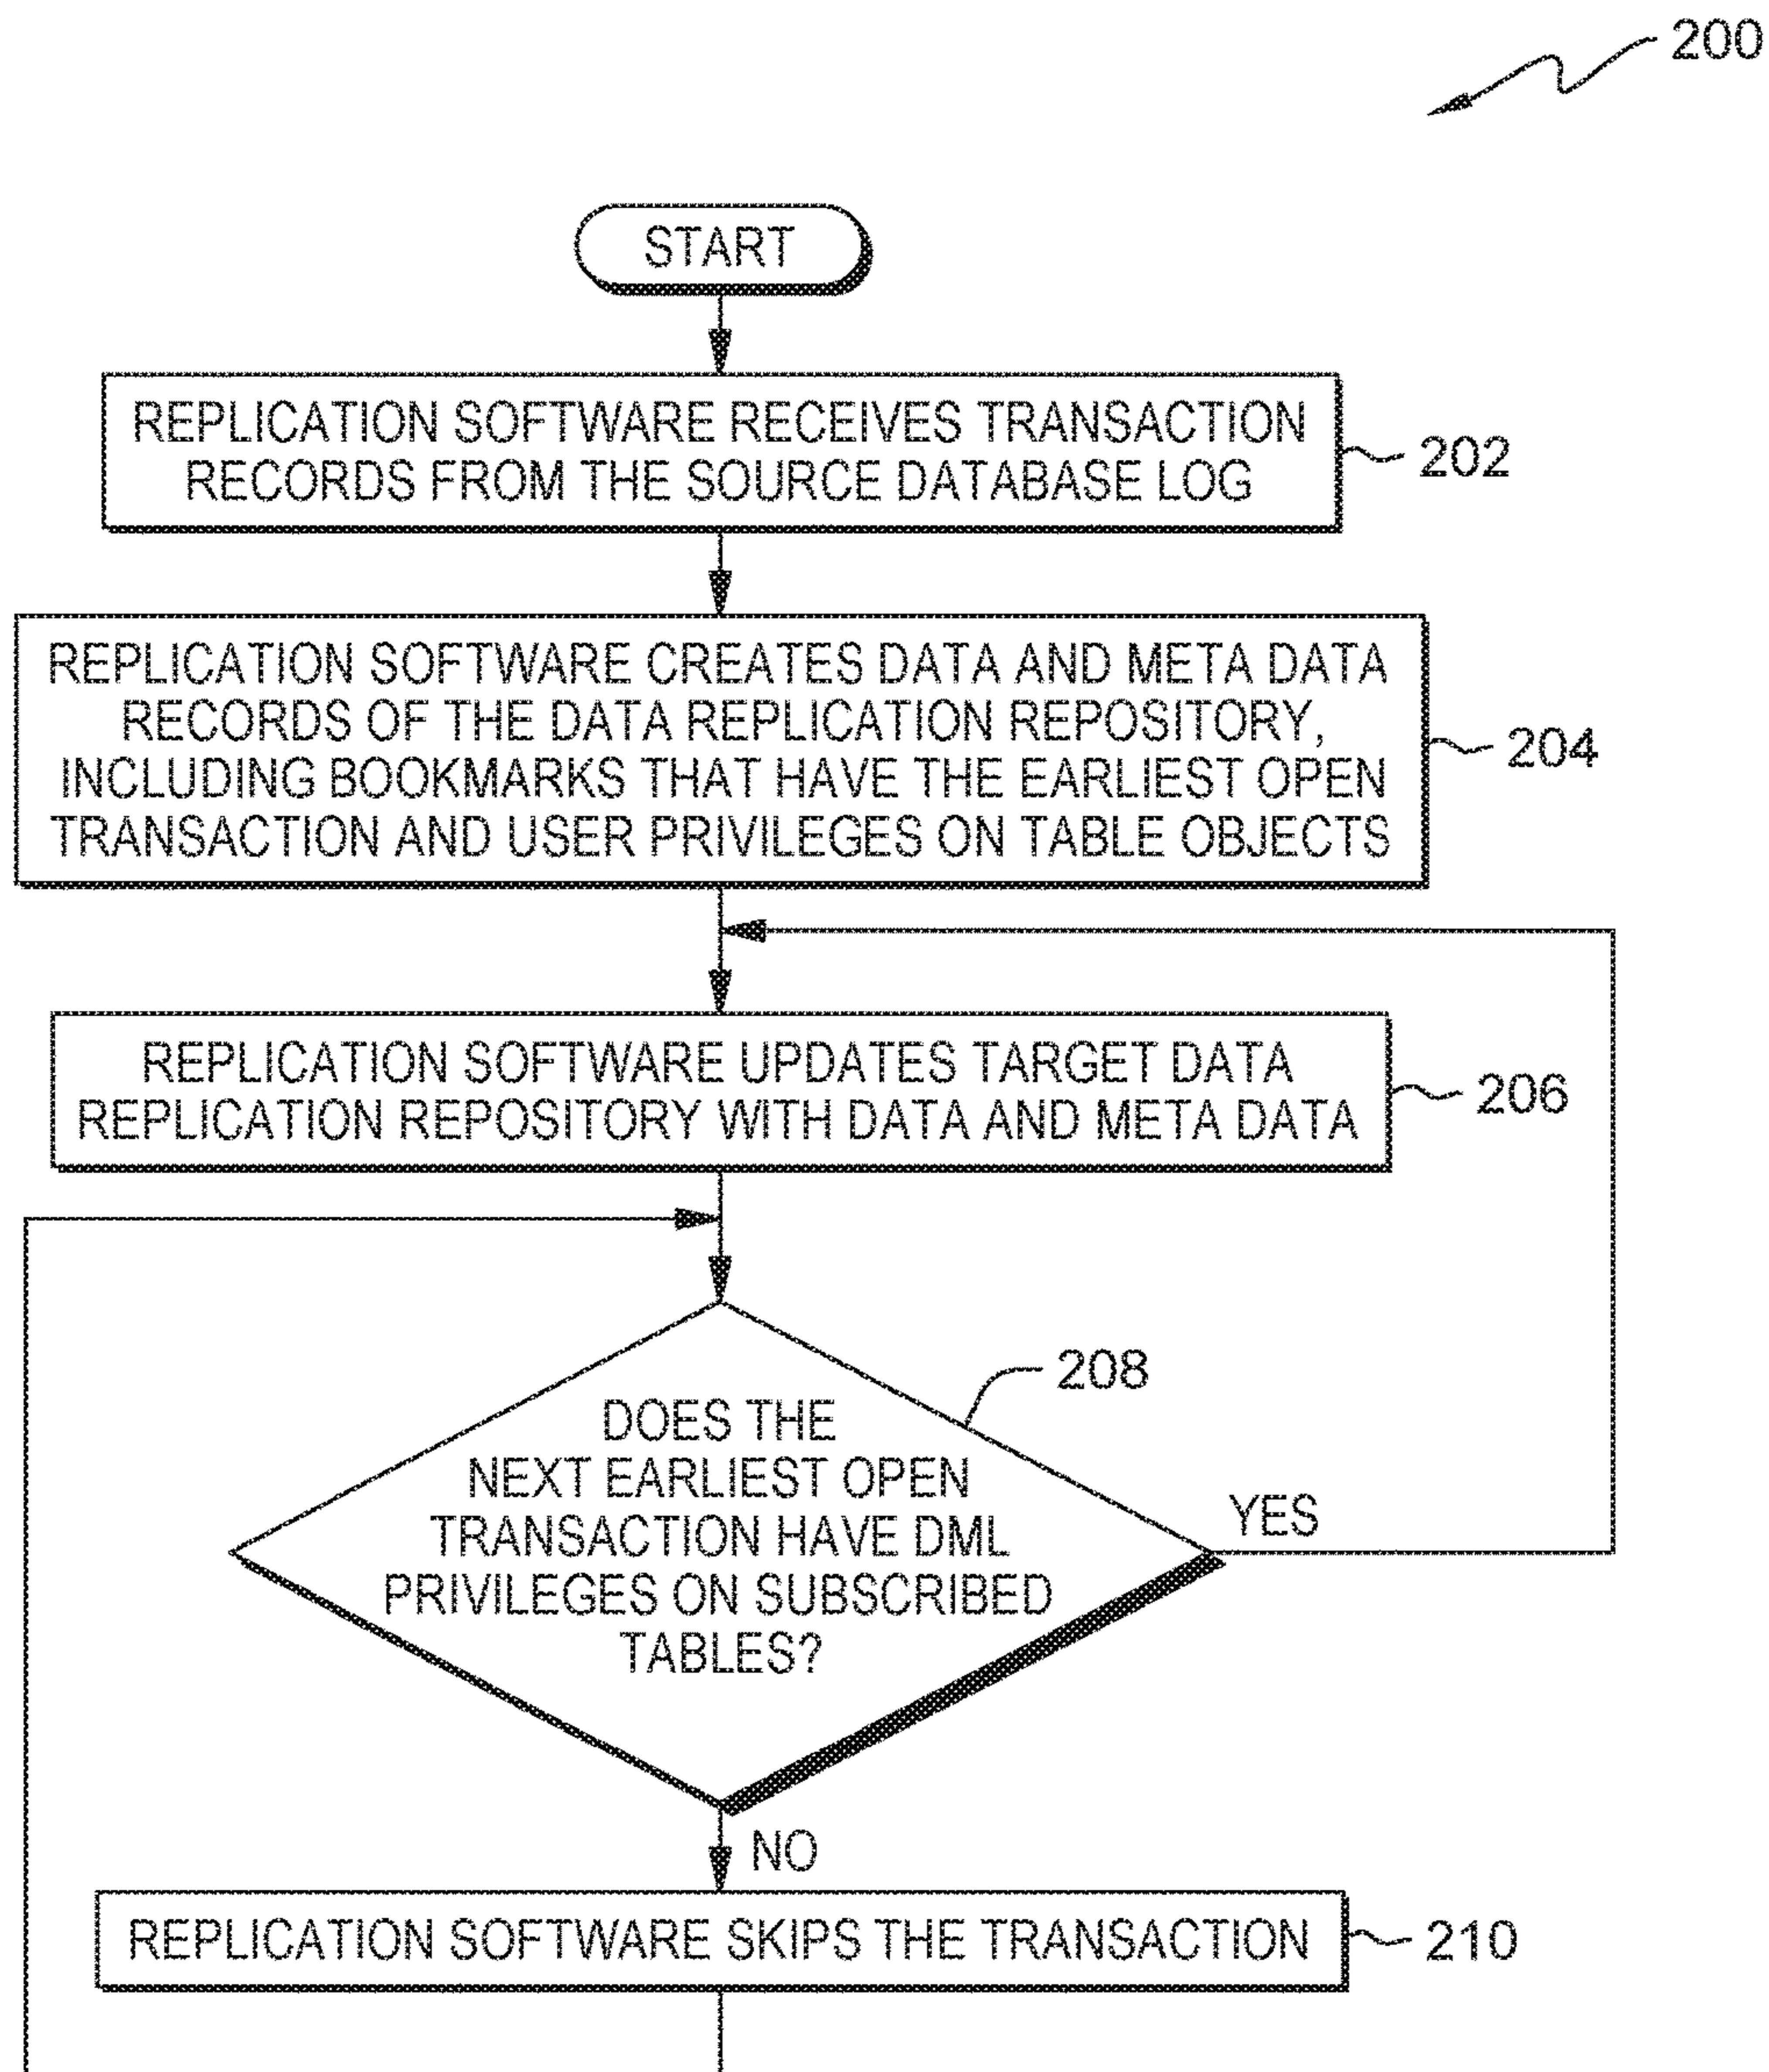 200
START
REPLICATION SOFTWARE RECEIVES TRANSACTION
RECORDS FROM THE SOURCE DATABASE LOG
202
REPLICATION SOFTWARE CREATES DATA AND META DATA
RECORDS OF THE DATA REPLICATION REPOSITORY,
INCLUDING BOOKMARKS THAT HAVE THE EARLIEST OPEN
TRANSACTION AND USER PRIVILEGES ON TABLE OBJECTS
204
REPLICATION SOFTWARE UPDATES TARGET DATA
REPLICATION REPOSITORY WITH DATA AND META DATA
206
208
DOES THE
NEXT EARLIEST OPEN
TRANSACTION HAVE DML
PRIVILEGES ON SUBSCRIBED
TABLES?
YES
NO
REPLICATION SOFTWARE SKIPS THE TRANSACTION
210